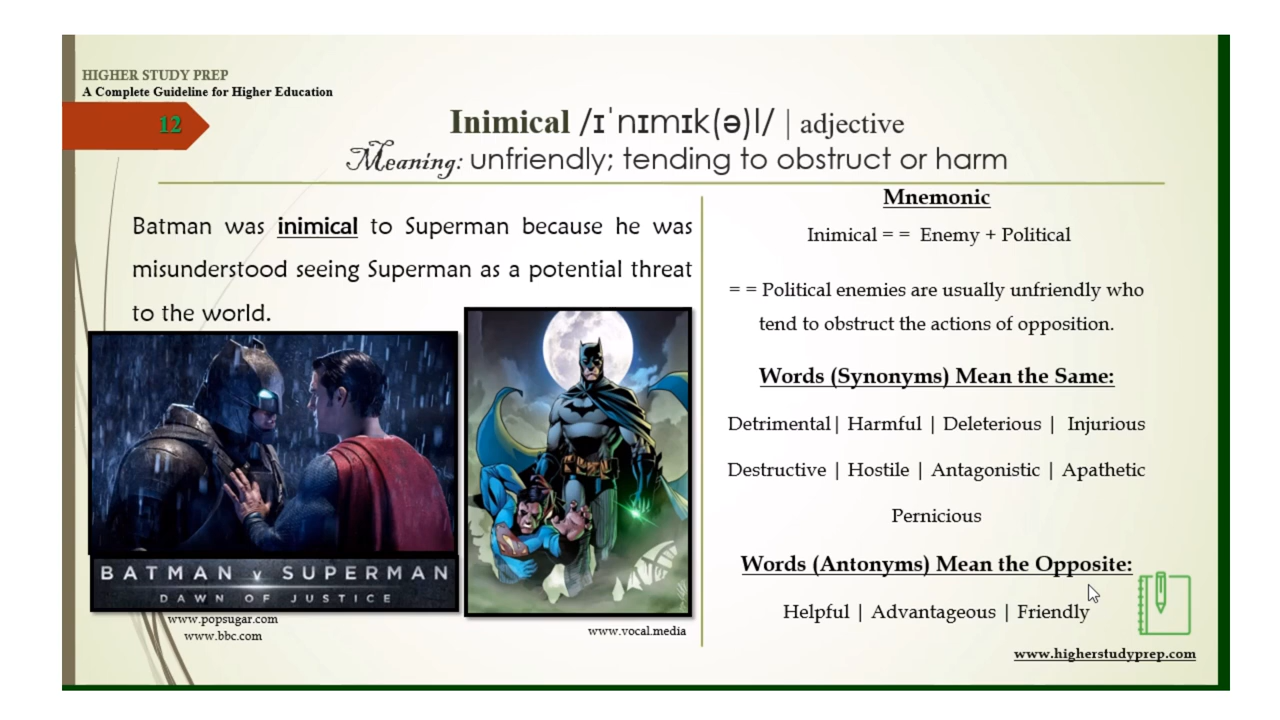 HIGHER STUDY PREP
A Complete Guideline for Higher Education
12
Inimical /ɪˈnɪmɪk(ə)l/ | adjective
Meaning: unfriendly; tending to obstruct or harm
Batman was inimical to Superman because he was
misunderstood seeing Superman as a potential threat
to the world.
BATMAN v SUPERMAN
DAWN OF JUSTICE
www.popsugar.com
www.bbc.com
www.vocal.media
Mnemonic
Inimical = = Enemy + Political
= = Political enemies are usually unfriendly who
tend to obstruct the actions of opposition.
Words (Synonyms) Mean the Same:
Detrimental | Harmful | Deleterious | Injurious
Destructive | Hostile | Antagonistic | Apathetic
Pernicious
Words (Antonyms) Mean the Opposite:
Helpful | Advantageous | Friendly
www.higherstudyprep.com